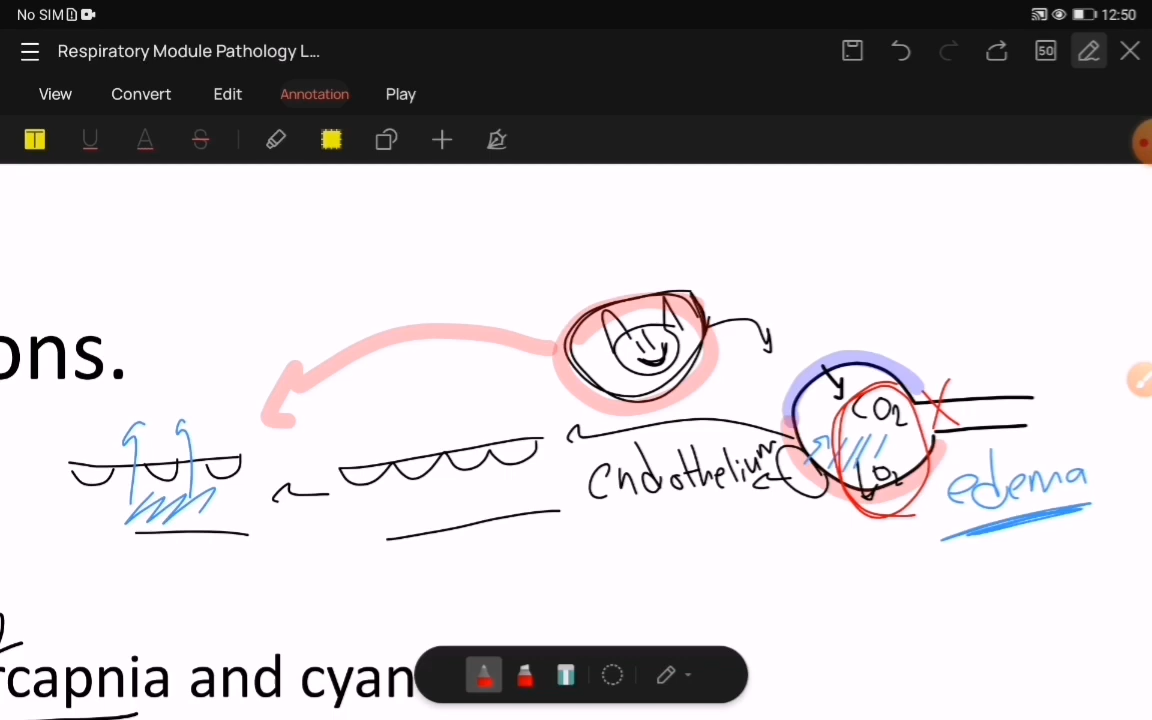 No SIM 12:50
Respiratory Module Pathology L... 50
View Convert Edit Annotation Play
ons.
CO2
endothelium O2 edema
rcapnia and cyan